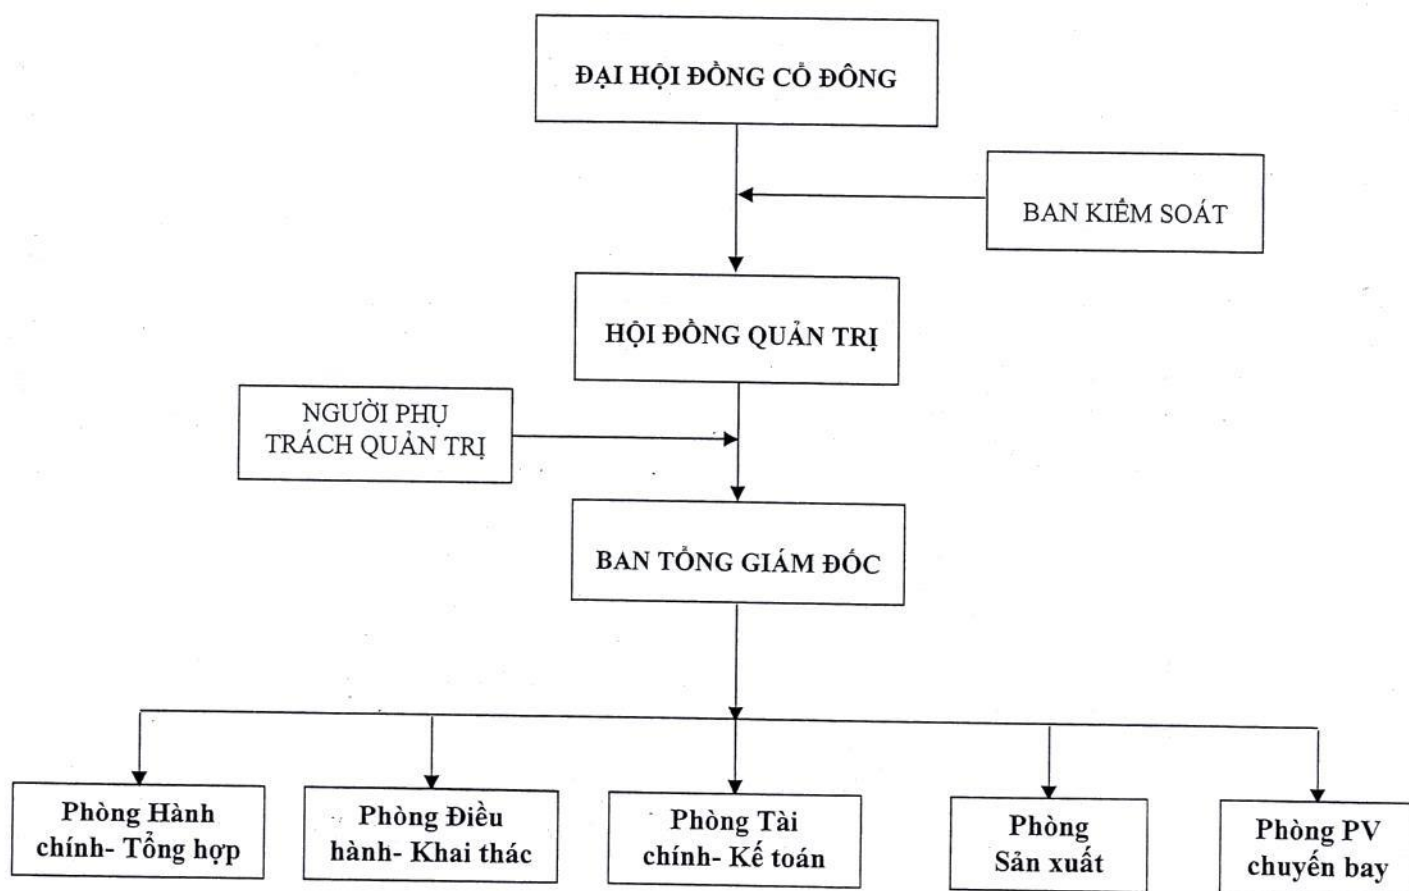 ĐẠI HỘI ĐỒNG CỔ ĐÔNG
BAN KIỂM SOÁT
HỘI ĐỒNG QUẢN TRỊ
NGƯỜI PHỤ
TRÁCH QUẢN TRỊ
BAN TỔNG GIÁM ĐỐC
Phòng Hành
chính- Tổng hợp
Phòng Điều
hành- Khai thác
Phòng Tài
chính- Kế toán
Phòng
Sản xuất
Phòng PV
chuyến bay